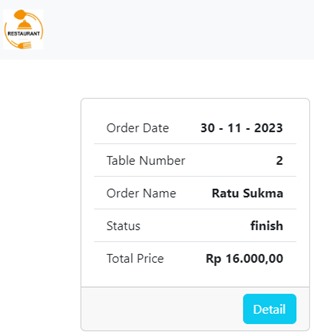 RESTAURANT
Order Date 30 - 11 - 2023
Table Number 2
Order Name Ratu Sukma
Status finish
Total Price Rp 16.000,00
Detail